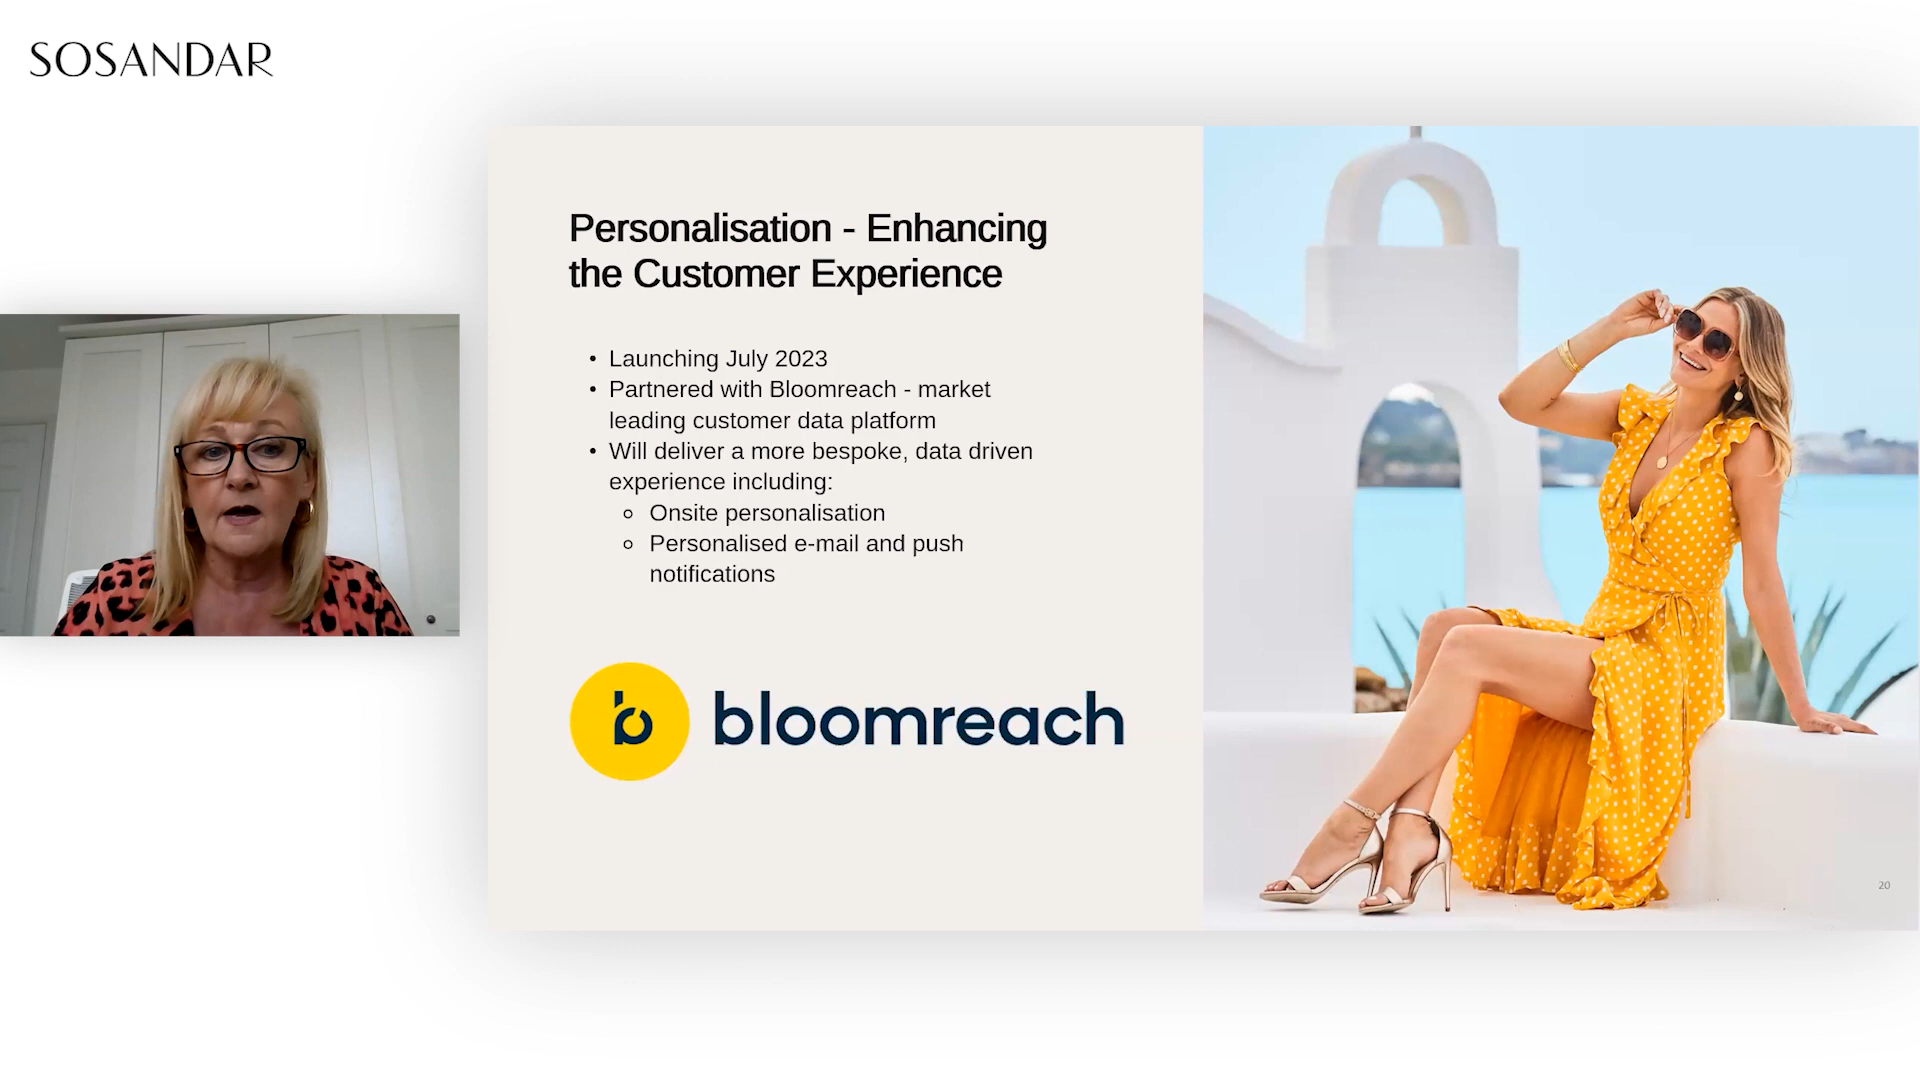 SOSANDAR
Personalisation - Enhancing
the Customer Experience
• Launching July 2023
• Partnered with Bloomreach - market
leading customer data platform
• Will deliver a more bespoke, data driven
experience including:
○ Onsite personalisation
○ Personalised e-mail and push
notifications
b bloomreach
20